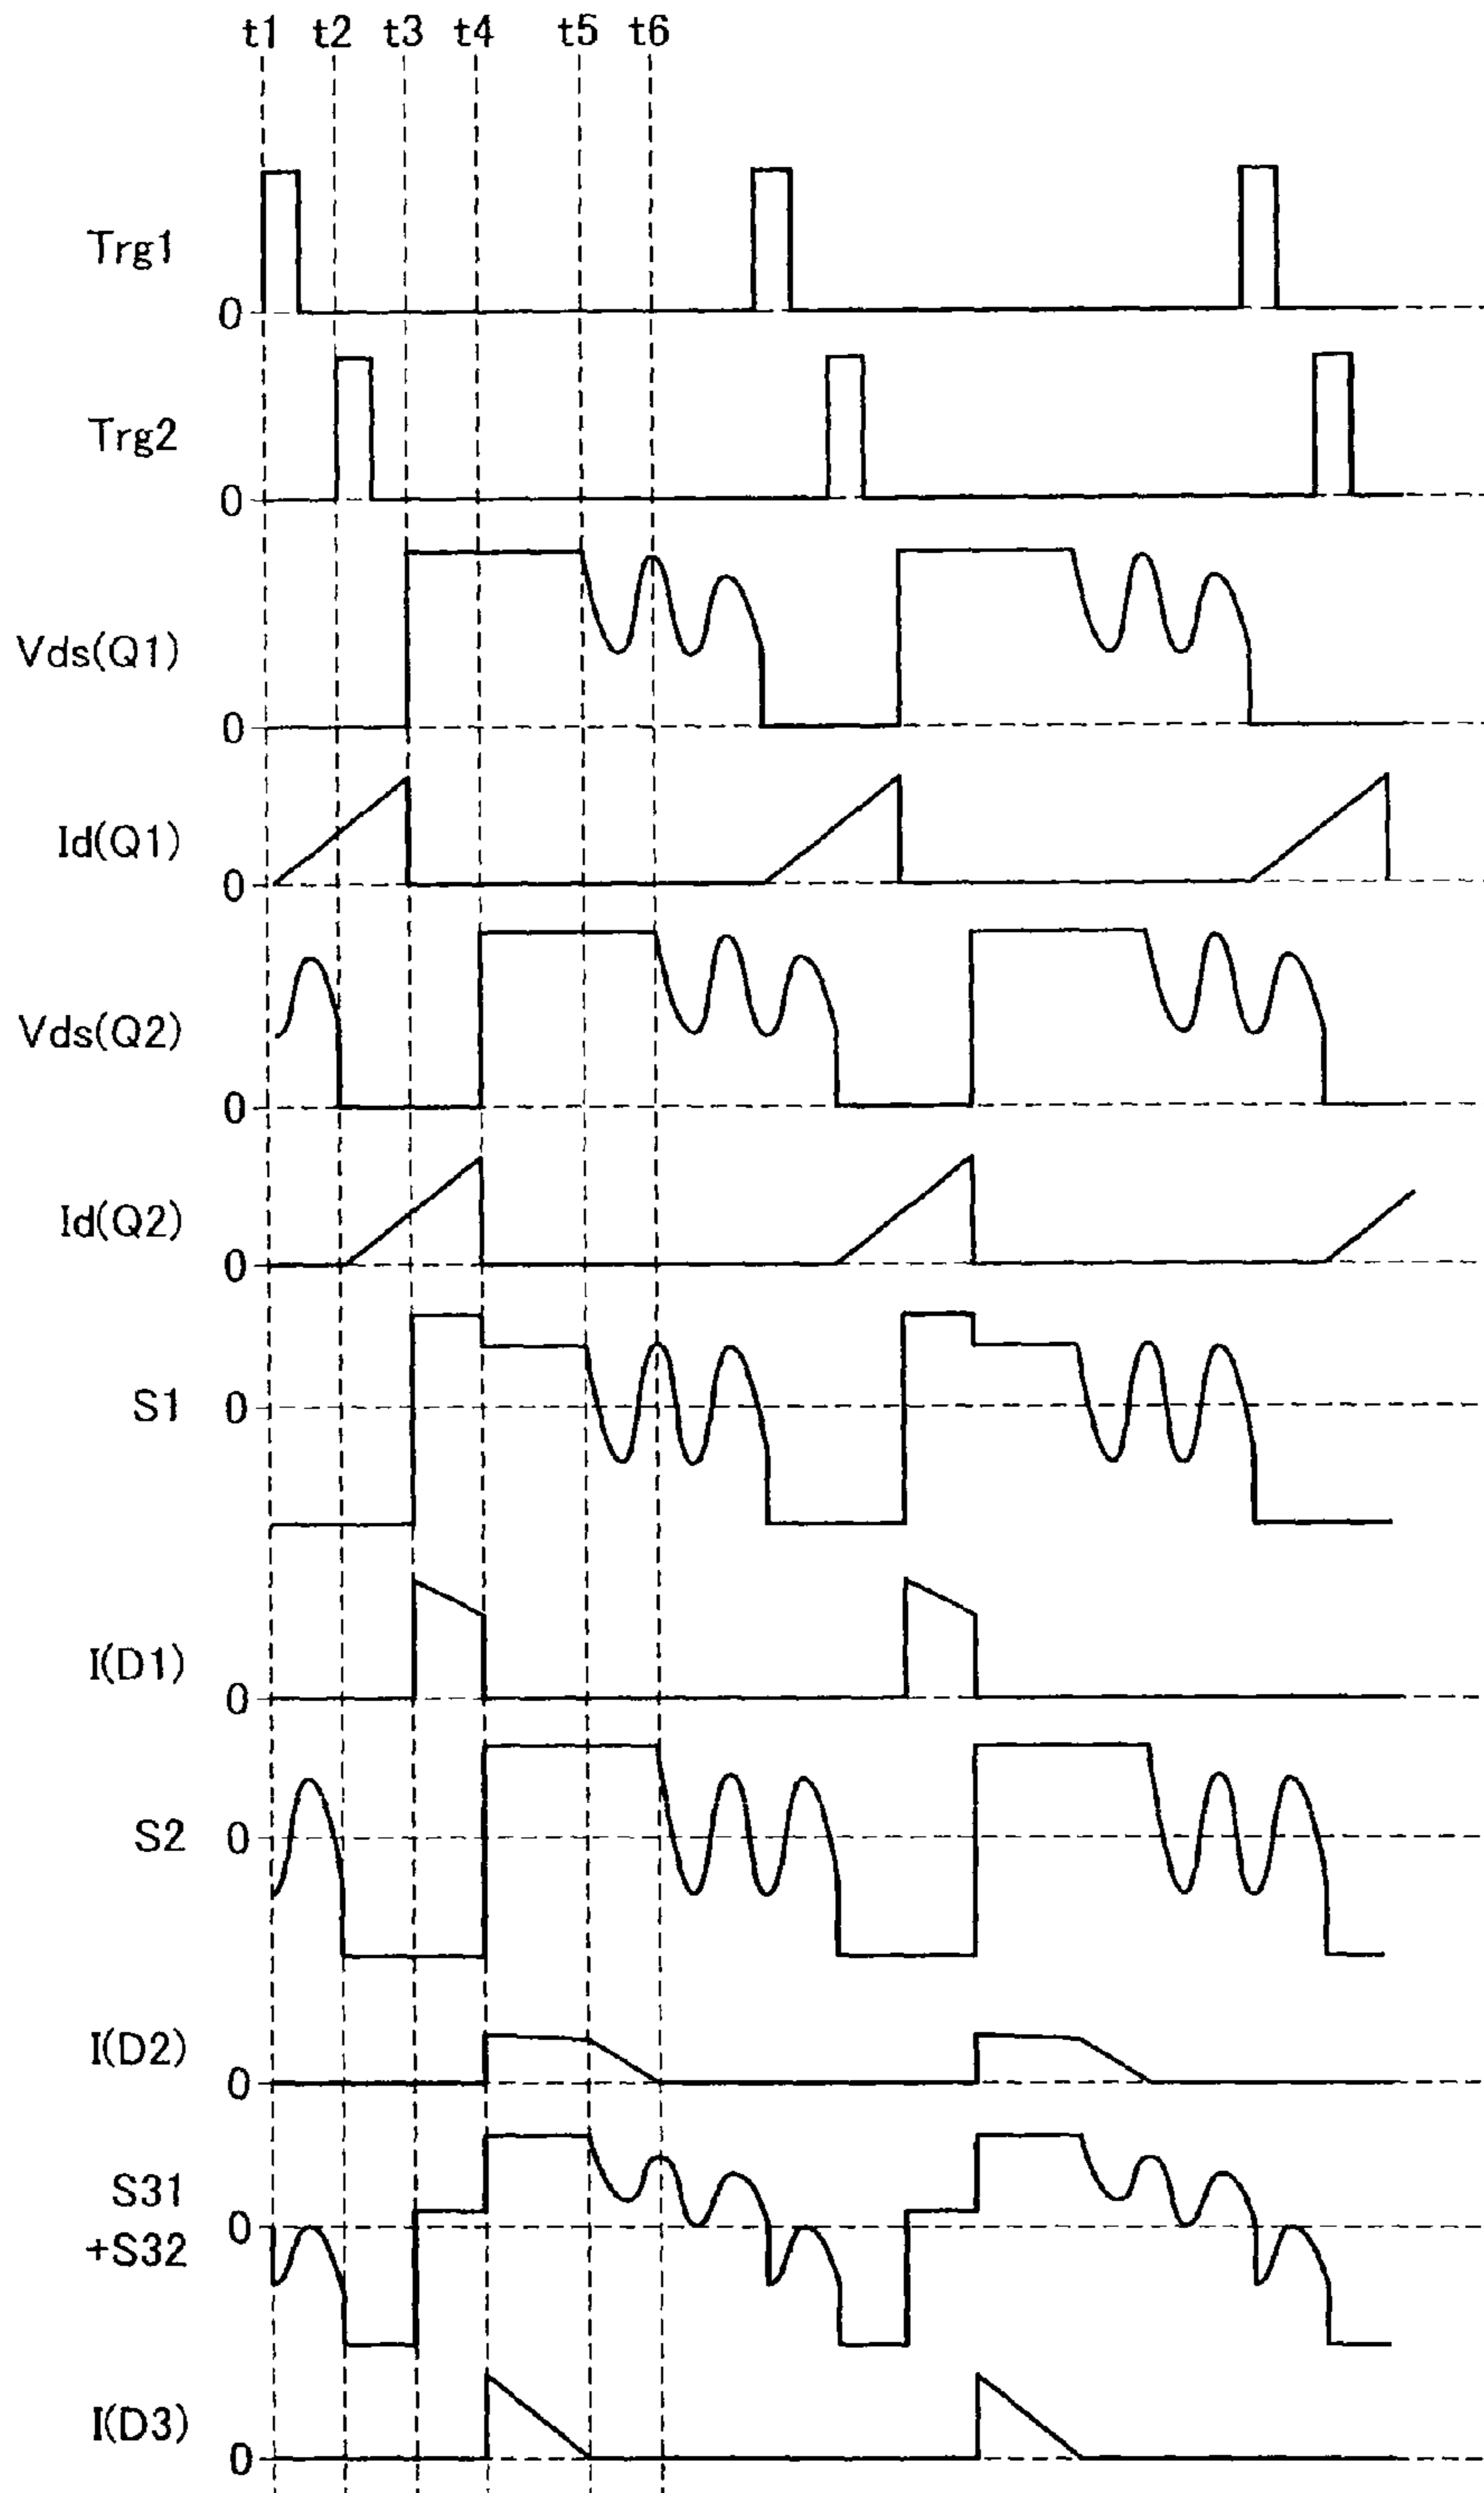 t1 t2 t3 t4 t5 t6
Trg1
0
Trg2
0
Vds(Q1)
0
Id(Q1)
0
Vds(Q2)
0
Id(Q2)
0
S1 0
I(D1)
0
S2 0
I(D2)
0
S31
0
+S32
I(D3)
0